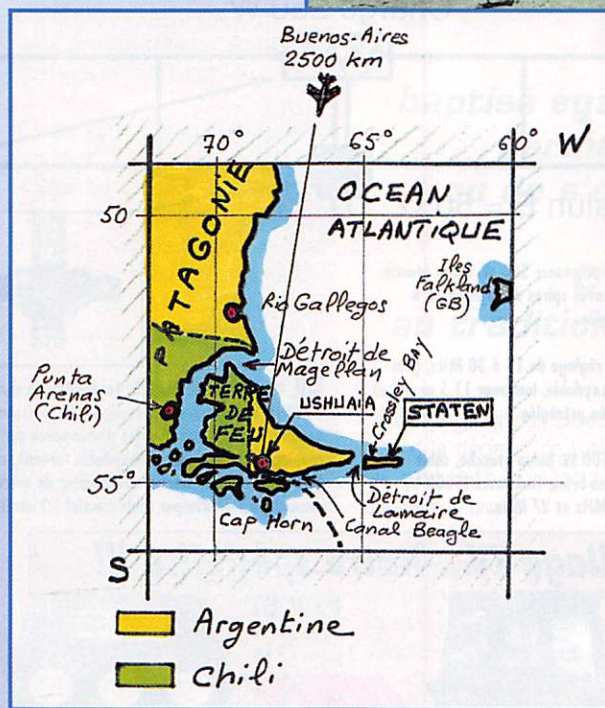 Buenos-Aires
2500 km
70°
65°
60°
W
50
OCEAN
ATLANTIQUE
PATAGONIE
Iles
Falkland
(GB)
Rio Gallegos
Détroit de
Magellan
Punta
Arenas
(Chili)
TERRE
DE
FEU
USHUAÏA
Crossley BAY
STATEN
55°
Détroit de
Lamaire
Canal Beagle
Cap Horn
S
Argentine
Chili